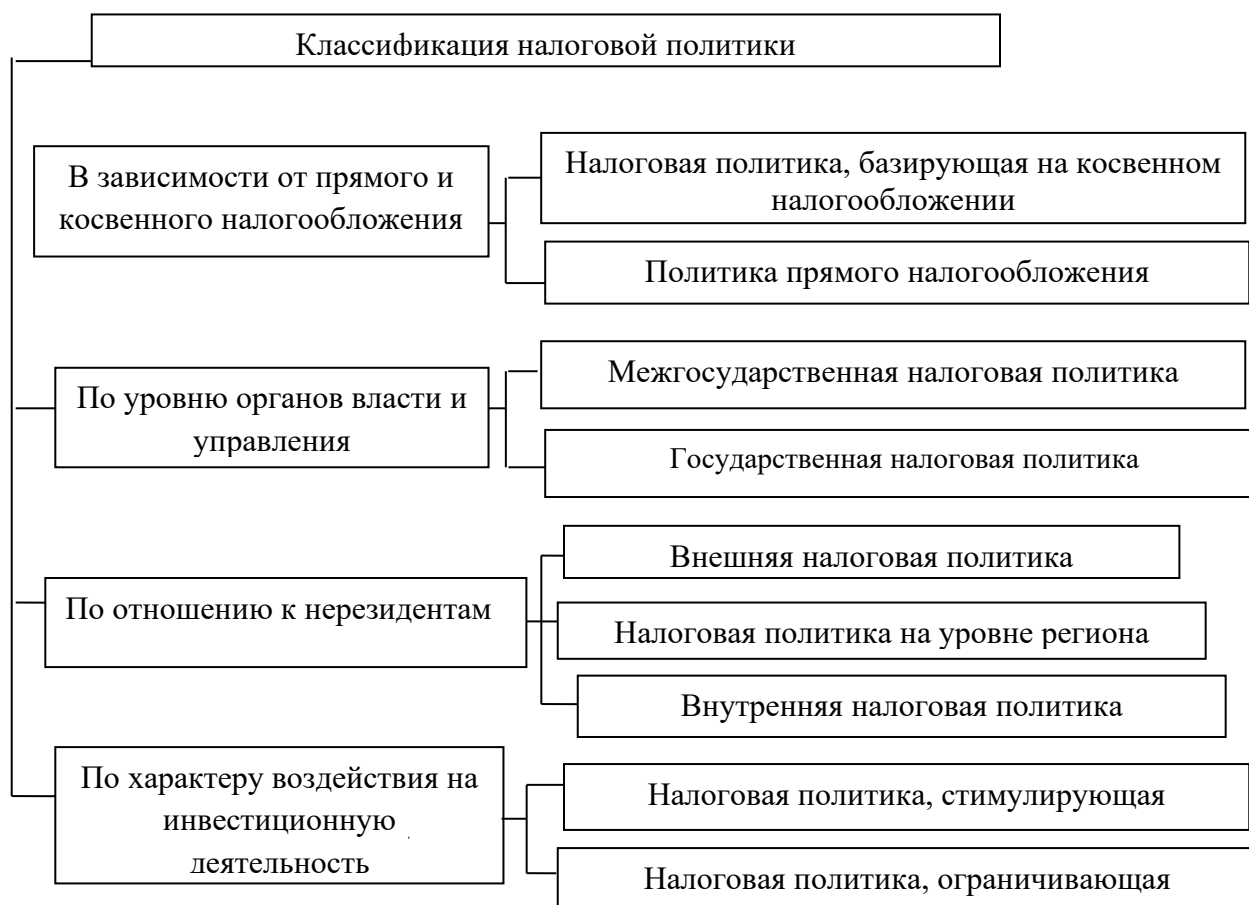 Классификация налоговой политики
В зависимости от прямого и
косвенного налогообложения
Налоговая политика, базирующая на косвенном
налогообложении
Политика прямого налогообложения
По уровню органов власти и
управления
Межгосударственная налоговая политика
Государственная налоговая политика
По отношению к нерезидентам
Внешняя налоговая политика
Налоговая политика на уровне региона
Внутренняя налоговая политика
По характеру воздействия на
инвестиционную
деятельность
Налоговая политика, стимулирующая
Налоговая политика, ограничивающая